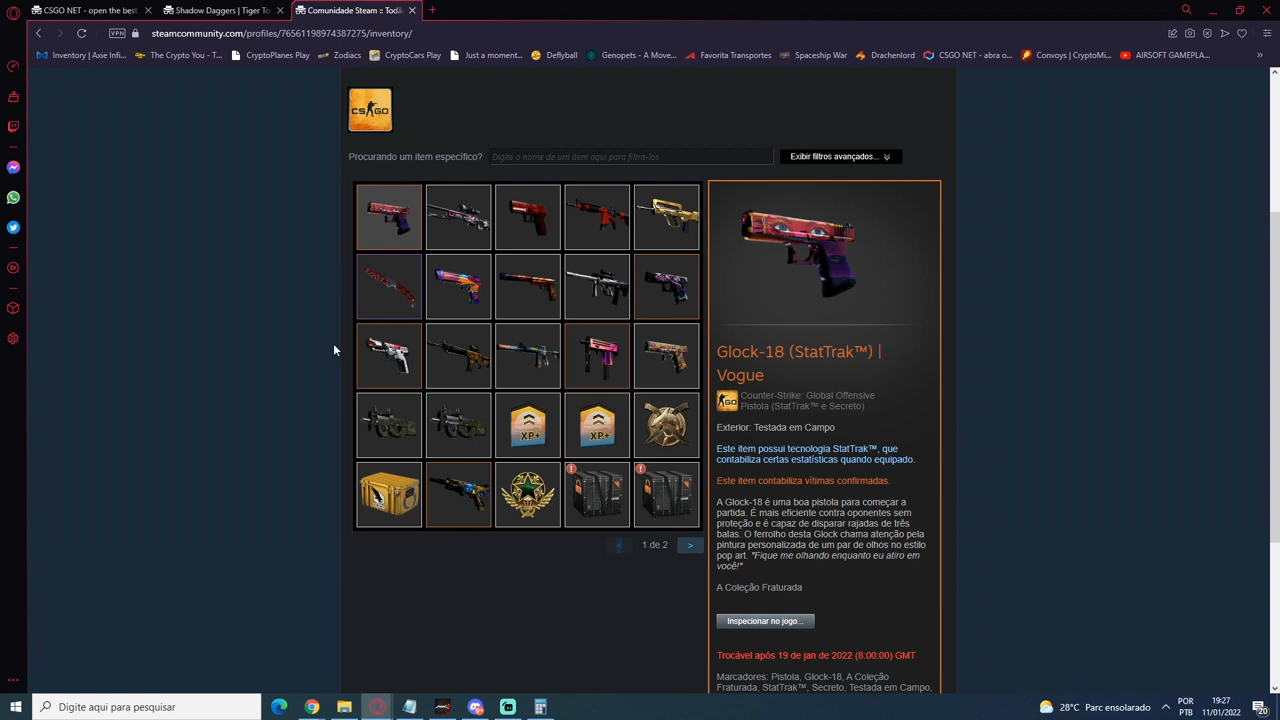 CSGO NET - open the best
Shadow Daggers | Tiger To
Comunidade Steam :: Todo
VPN
steamcommunity.com/profiles/76561198974387275/inventory/
Inventory | Axie Infi...
The Crypto You - T...
CryptoPlanes Play
Zodiacs
CryptoCars Play
Just a moment...
Deflyball
Genopets - A Move...
Favorita Transportes
Spaceship War
Drachenlord
CSGO NET - abra o...
Convoys | CryptoMi...
AIRSOFT GAMEPLA...
CS GO
Procurando um item específico?
Digite o nome de um item aqui para filtrá-los
Exibir filtros avançados...
XP+
XP+
1 de 2
Glock-18 (StatTrak™) |
Vogue
GO
Counter-Strike: Global Offensive
Pistola (StatTrak™ e Secreto)
Exterior: Testada em Campo
Este item possui tecnologia StatTrak™, que
contabiliza certas estatísticas quando equipado.
Este item contabiliza vítimas confirmadas.
A Glock-18 é uma boa pistola para começar a
partida. É mais eficiente contra oponentes sem
proteção e é capaz de disparar rajadas de três
balas. O ferrolho desta Glock chama atenção pela
pintura personalizada de um par de olhos no estilo
pop art. "Fique me olhando enquanto eu atiro em
você!"
A Coleção Fraturada
Inspecionar no jogo...
Trocável após 19 de jan de 2022 (8:00:00) GMT
Marcadores: Pistola, Glock-18, A Coleção
Fraturada, StatTrak™, Secreto, Testada em Campo,
Digite aqui para pesquisar
28°C Parc ensolarado
POR
PTB
19:27
11/01/2022
20